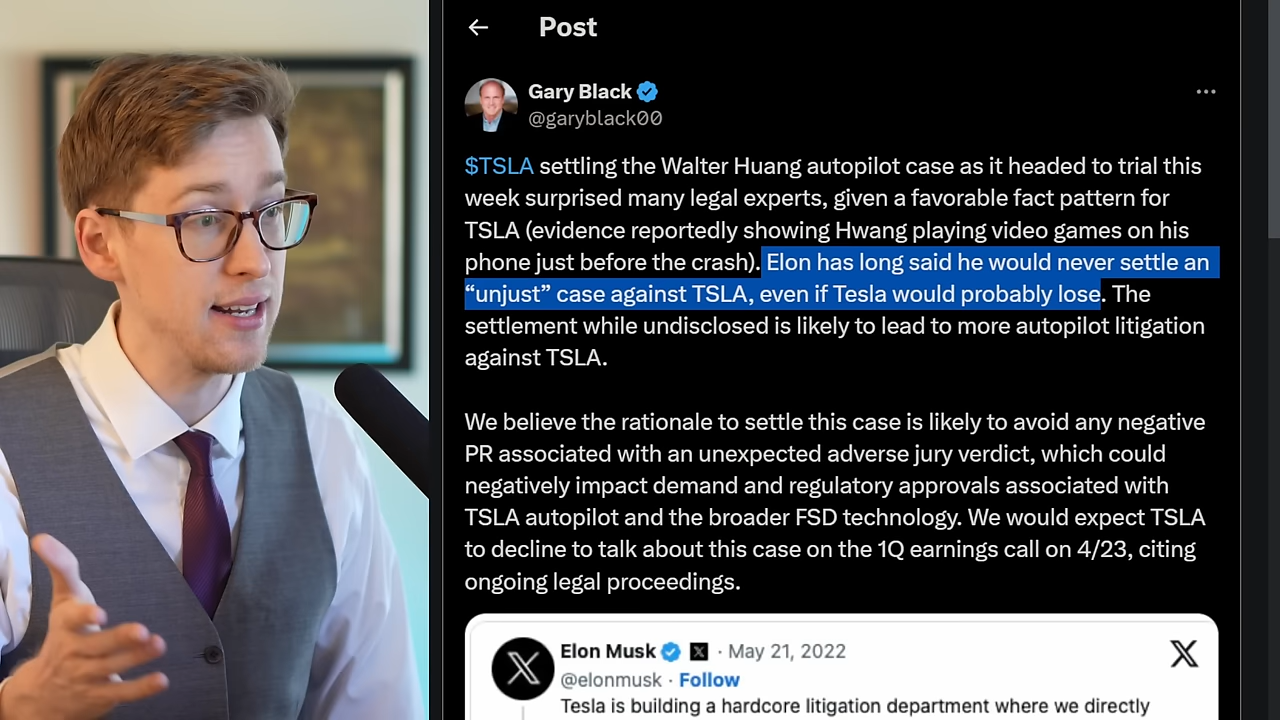 Post
Gary Black
@garyblack00
$TSLA settling the Walter Huang autopilot case as it headed to trial this
week surprised many legal experts, given a favorable fact pattern for
TSLA (evidence reportedly showing Hwang playing video games on his
phone just before the crash). Elon has long said he would never settle an
“unjust” case against TSLA, even if Tesla would probably lose. The
settlement while undisclosed is likely to lead to more autopilot litigation
against TSLA.
We believe the rationale to settle this case is likely to avoid any negative
PR associated with an unexpected adverse jury verdict, which could
negatively impact demand and regulatory approvals associated with
TSLA autopilot and the broader FSD technology. We would expect TSLA
to decline to talk about this case on the 1Q earnings call on 4/23, citing
ongoing legal proceedings.
Elon Musk · May 21, 2022
@elonmusk · Follow
Tesla is building a hardcore litigation department where we directly